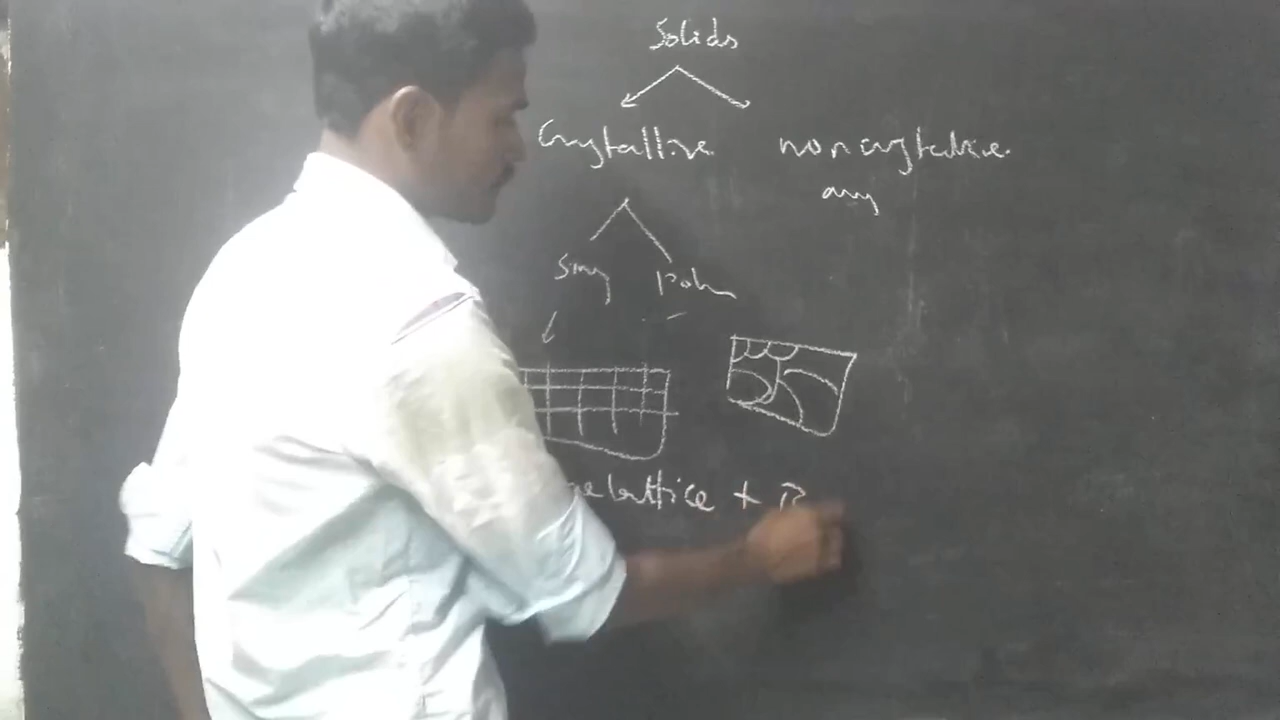 Solids
Crystalline noncrystalline
Sing Poly
lattice +